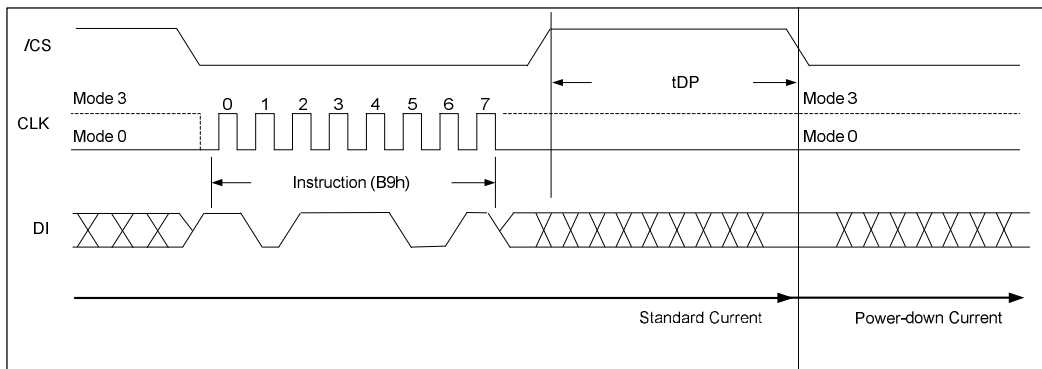 /CS
tDP
Mode 3
Mode 3
0 1 2 3 4 5 6 7
CLK
Mode 0
Mode 0
Instruction (B9h)
DI
Standard Current
Power-down Current